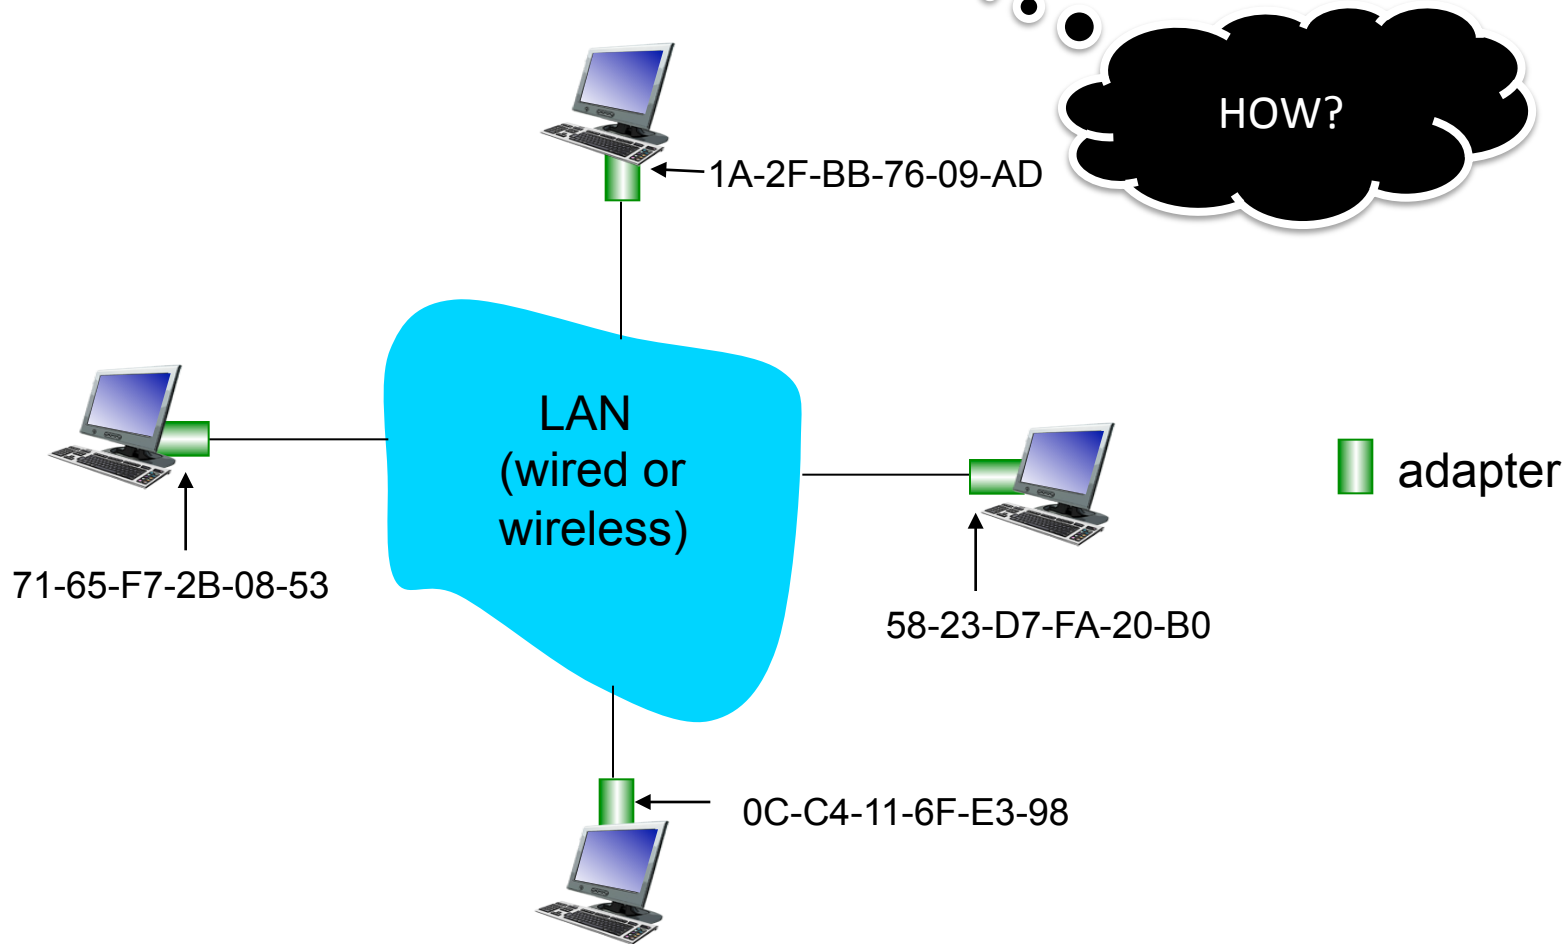 HOW?
1A-2F-BB-76-09-AD
LAN
(wired or
wireless)
adapter
71-65-F7-2B-08-53
58-23-D7-FA-20-B0
0C-C4-11-6F-E3-98